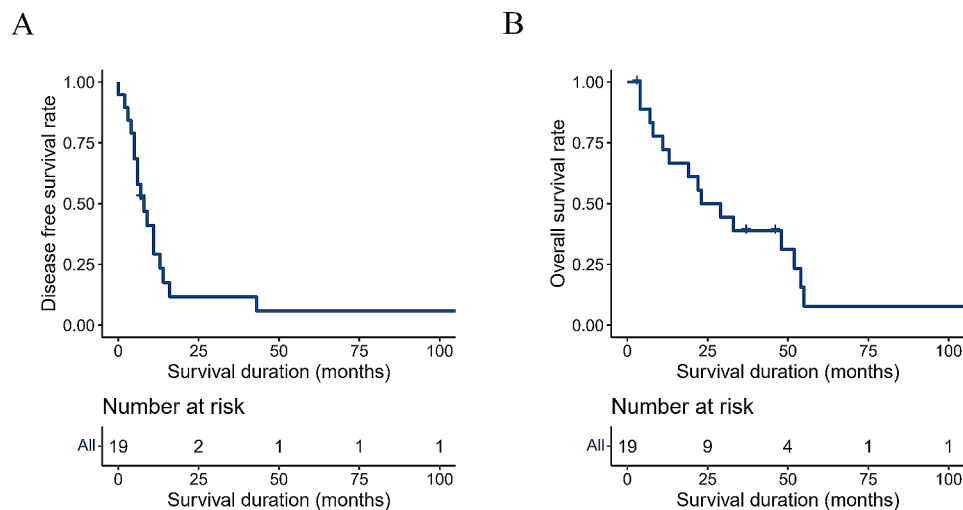 A
Disease free survival rate
1.00
0.75
0.50
0.25
0.00
0 25 50 75 100
Survival duration (months)
Number at risk
All 19 2 1 1 1
0 25 50 75 100
Survival duration (months)
B
Overall survival rate
1.00
0.75
0.50
0.25
0.00
0 25 50 75 100
Survival duration (months)
Number at risk
All 19 9 4 1 1
0 25 50 75 100
Survival duration (months)